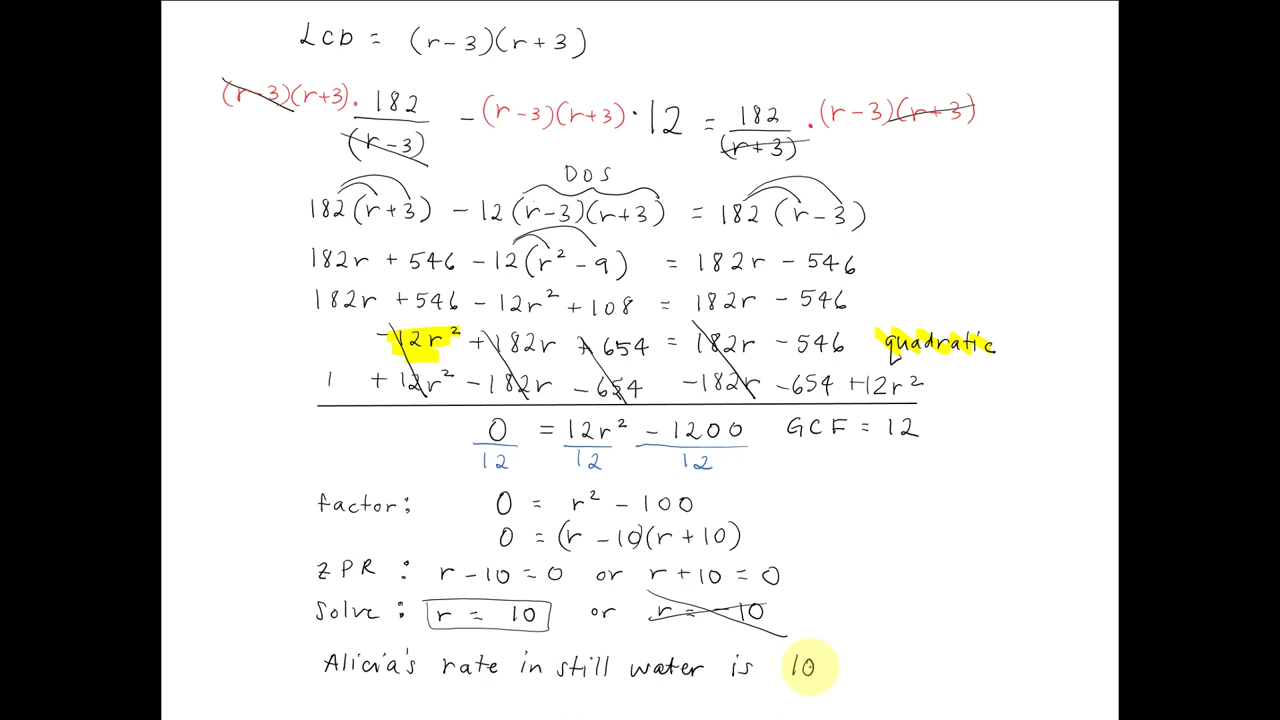 Lcd = (r-3)(r+3)
(r-3)(r+3) · 182/(r-3) - (r-3)(r+3) · 12 = 182/(r+3) · (r-3)(r+3)
DOS
182(r+3) - 12(r-3)(r+3) = 182(r-3)
182r + 546 - 12(r² - 9) = 182r - 546
182r + 546 - 12r² + 108 = 182r - 546
-12r² + 182r + 654 = 182r - 546 quadratic
+ 12r² - 182r - 654 - 182r - 654 + 12r²
0/12 = 12r²/12 - 1200/12 GCF = 12
factor: 0 = r² - 100
0 = (r - 10)(r + 10)
ZPR: r - 10 = 0 or r + 10 = 0
Solve: r = 10 or r = -10
Alicia's rate in still water is 10